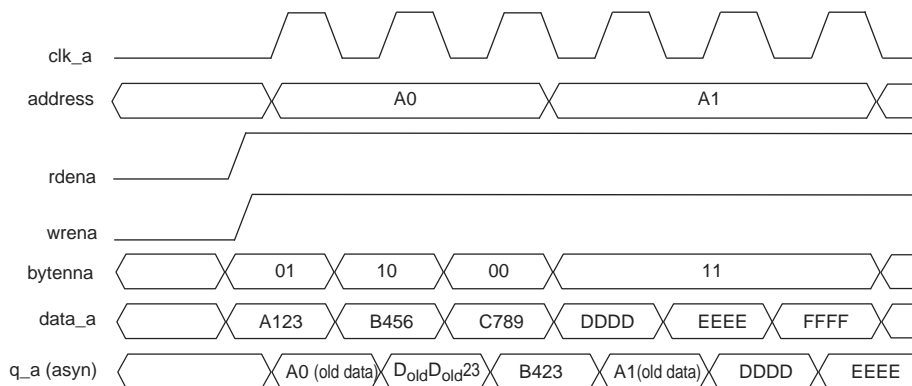 clk_a
address A0 A1
rdena
wrena
bytenna 01 10 00 11
data_a A123 B456 C789 DDDD EEEE FFFF
q_a (asyn) A0 (old data) DoldDold23 B423 A1(old data) DDDD EEEE